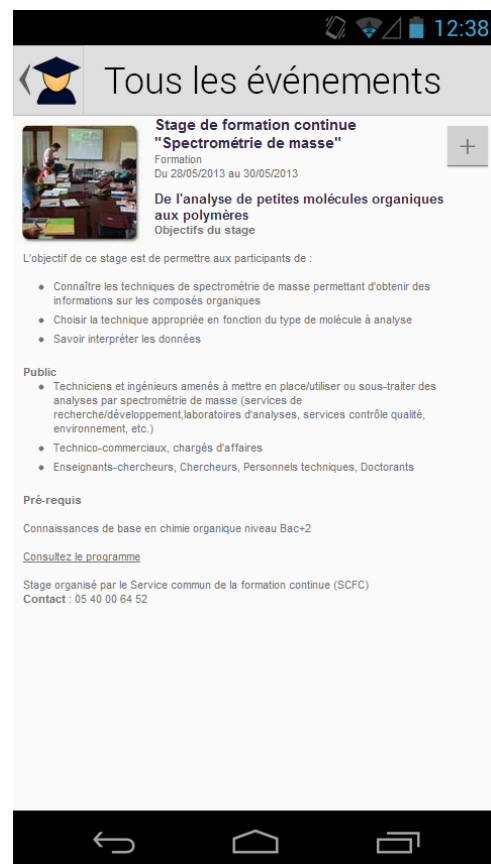 12:38
Tous les événements
Stage de formation continue
"Spectrométrie de masse"
+
Formation
Du 28/05/2013 au 30/05/2013
De l'analyse de petites molécules organiques
aux polymères
Objectifs du stage
L'objectif de ce stage est de permettre aux participants de :
● Connaître les techniques de spectrométrie de masse permettant d'obtenir des
informations sur les composés organiques
● Choisir la technique appropriée en fonction du type de molécule à analyse
● Savoir interpréter les données
Public
● Techniciens et ingénieurs amenés à mettre en place/utiliser ou sous-traiter des
analyses par spectrométrie de masse (services de
recherche/développement,laboratoires d'analyses, services contrôle qualité,
environnement, etc.)
● Technico-commerciaux, chargés d'affaires
● Enseignants-chercheurs, Chercheurs, Personnels techniques, Doctorants
Pré-requis
Connaissances de base en chimie organique niveau Bac+2
Consultez le programme
Stage organisé par le Service commun de la formation continue (SCFC)
Contact : 05 40 00 64 52